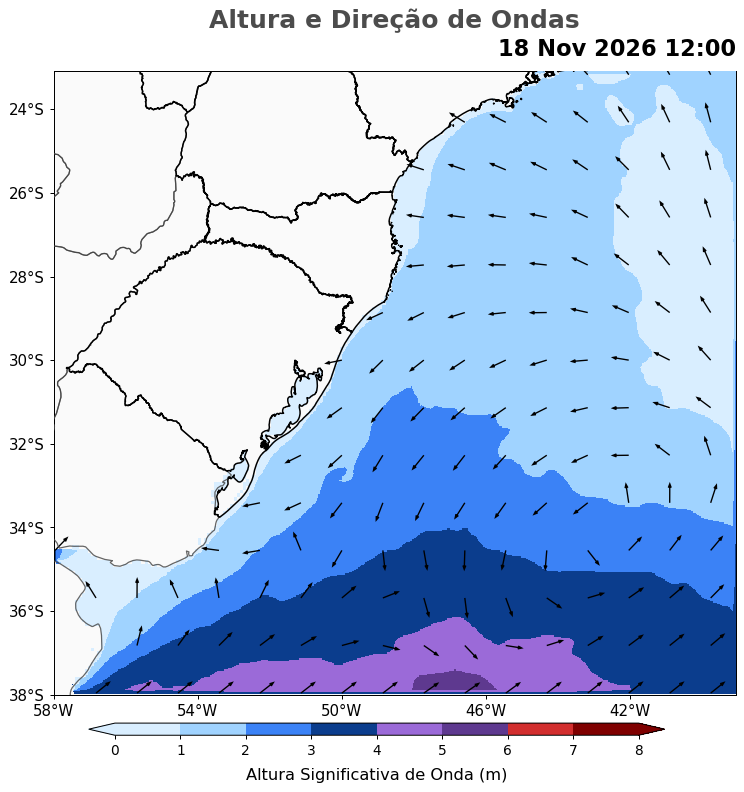 Altura e Direção de Ondas
18 Nov 2026 12:00
24°S
26°S
28°S
30°S
32°S
34°S
36°S
38°S
58°W 54°W 50°W 46°W 42°W
0 1 2 3 4 5 6 7 8
Altura Significativa de Onda (m)